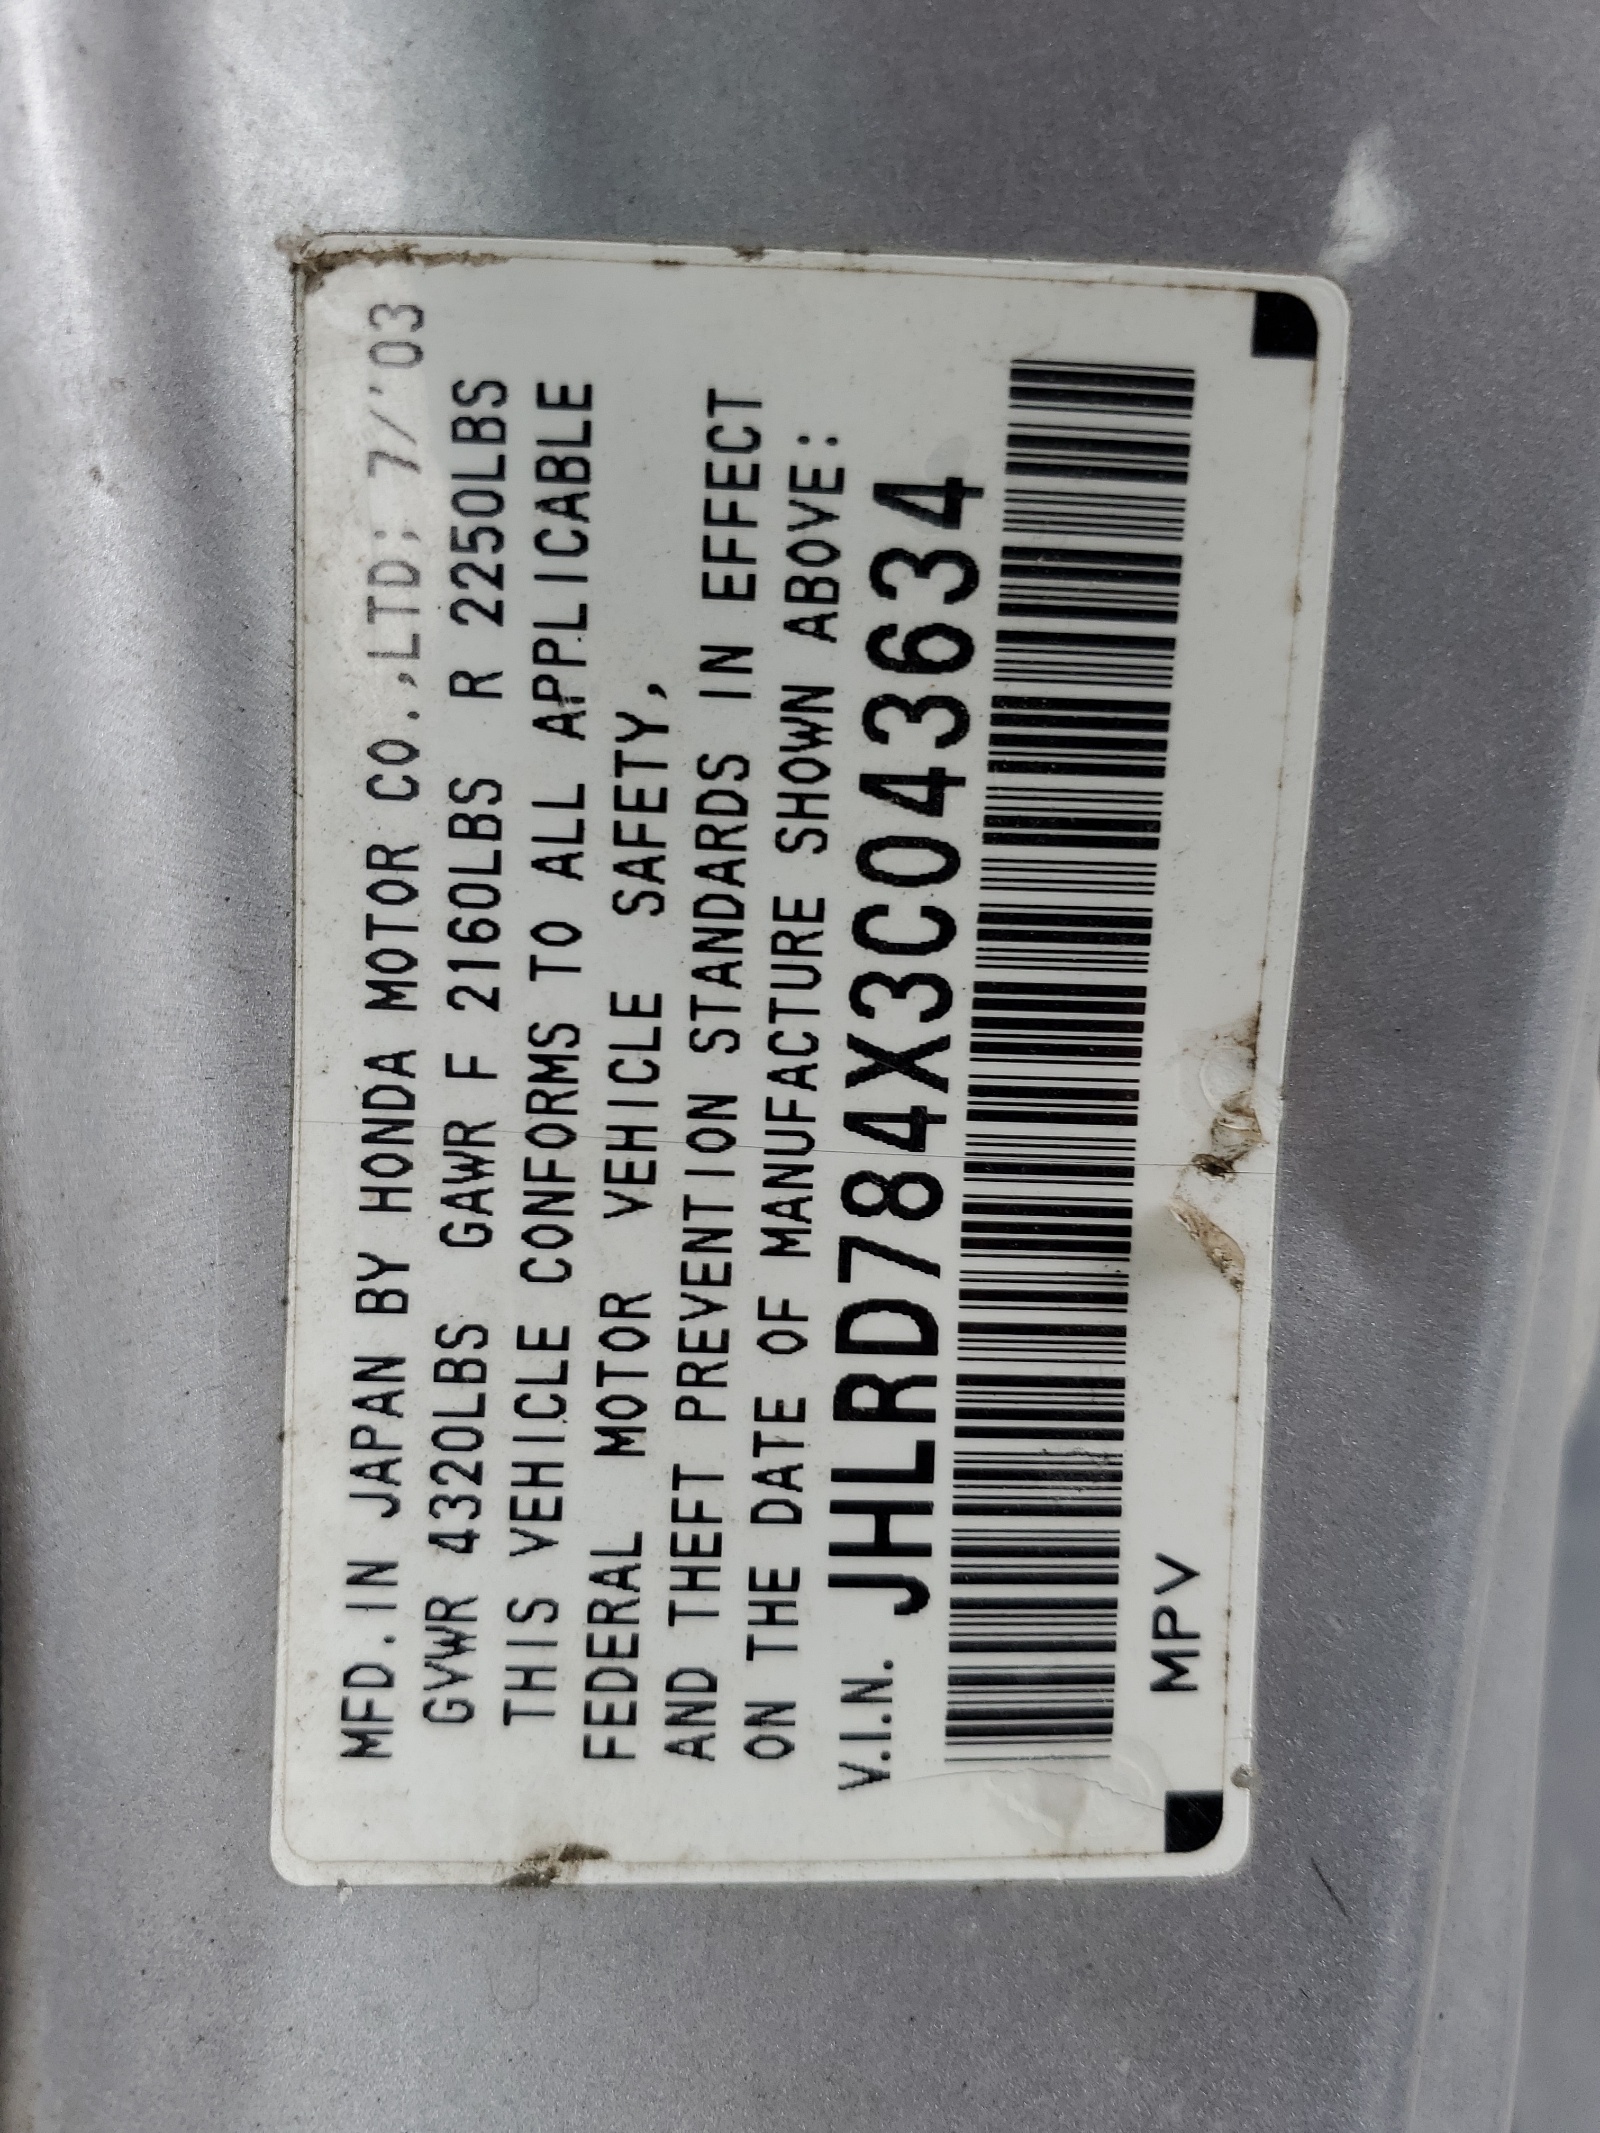 MFD. IN JAPAN BY HONDA MOTOR CO.,LTD; 7/'03
GVWR 4320LBS GAWR F 2160LBS R 2250LBS
THIS VEHICLE CONFORMS TO ALL APPLICABLE
FEDERAL MOTOR VEHICLE SAFETY,
AND THEFT PREVENTION STANDARDS IN EFFECT
ON THE DATE OF MANUFACTURE SHOWN ABOVE:
V.I.N. JHLRD784X3C043634
MPV